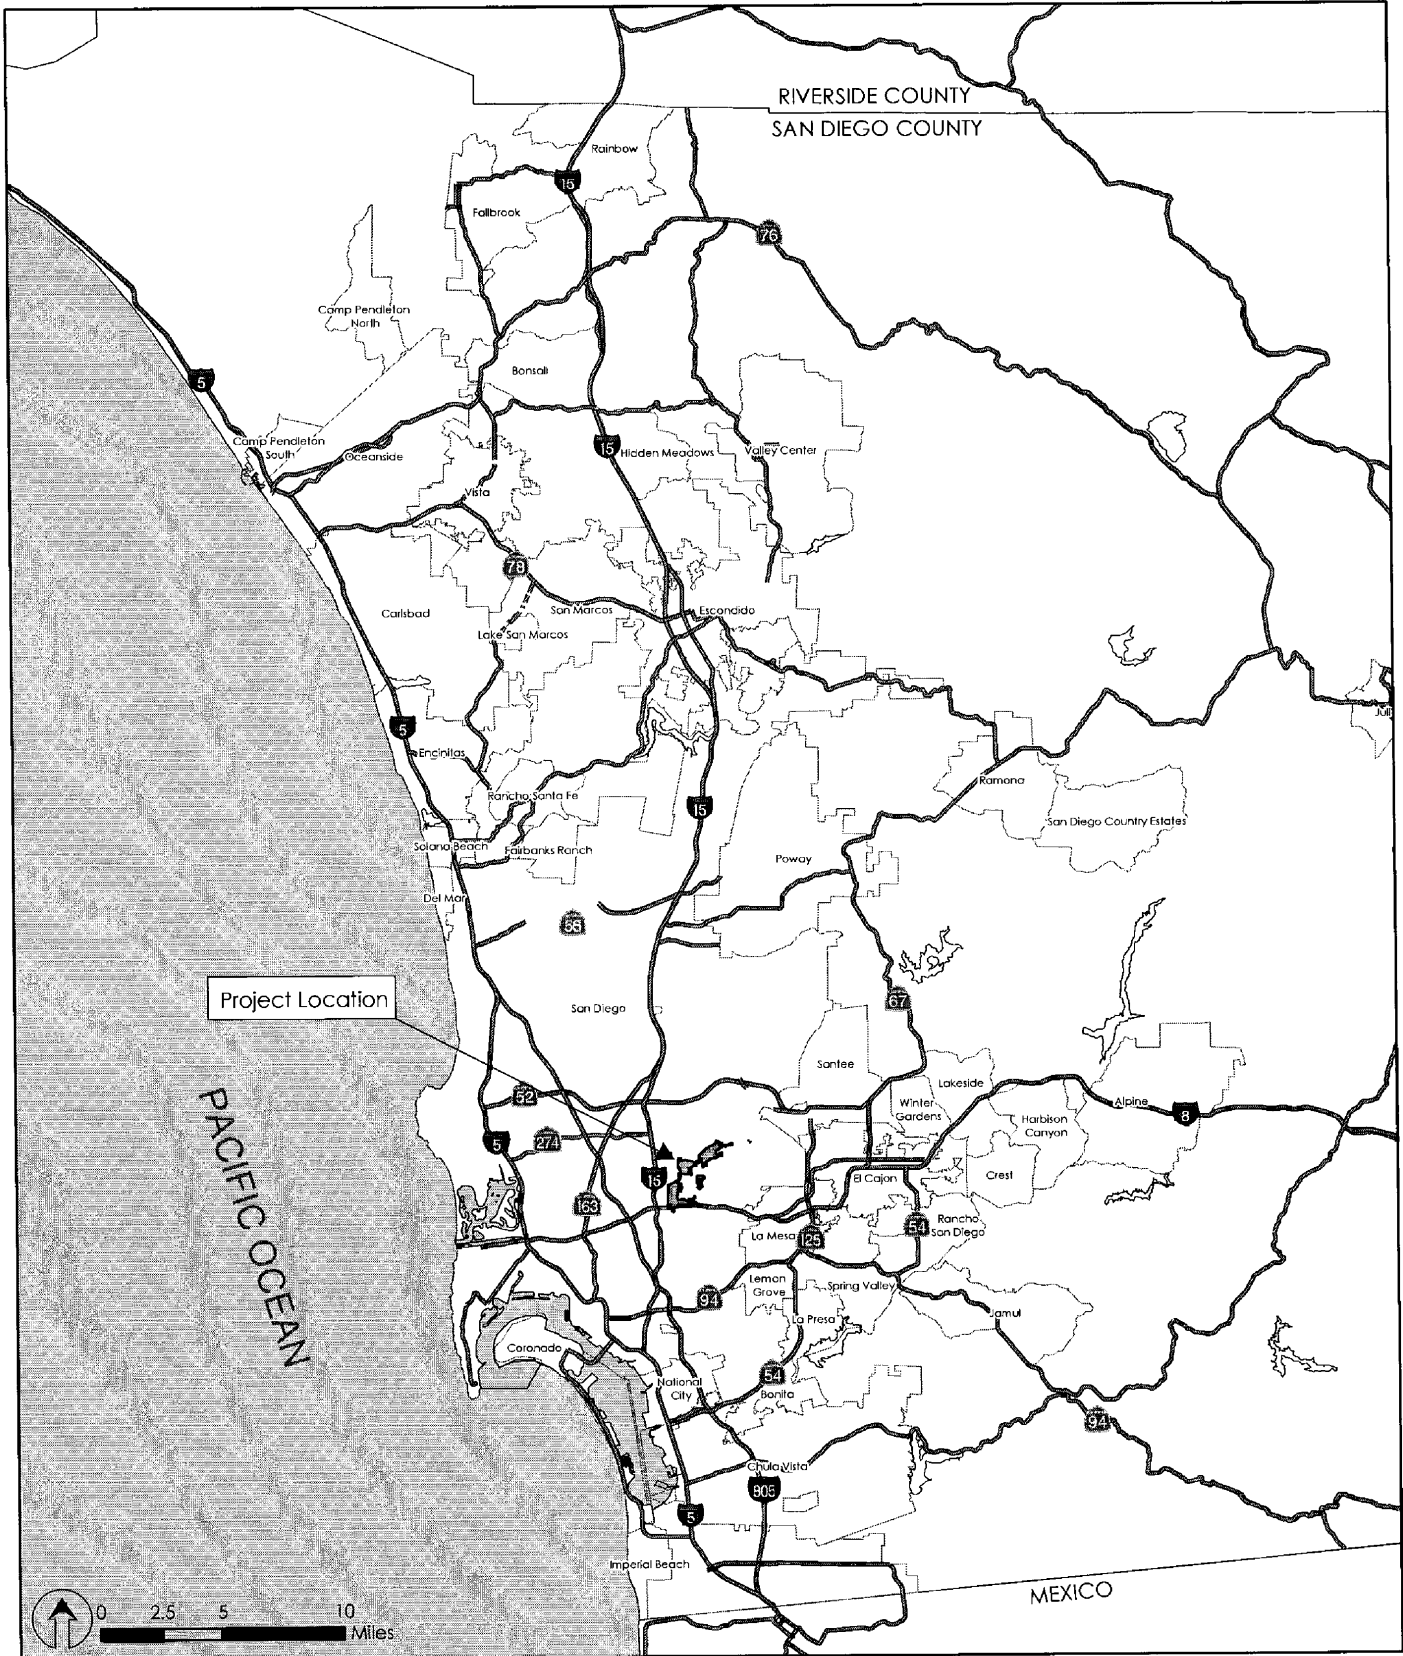 RIVERSIDE COUNTY
SAN DIEGO COUNTY
Rainbow
15
Fallbrook
76
Camp Pendleton
North
Bonsall
5
Camp Pendleton
South
Oceanside
15
Hidden Meadows
Valley Center
Vista
78
Carlsbad
San Marcos
Escondido
Lake San Marcos
5
Encinitas
Ramona
Rancho Santa Fe
15
San Diego Country Estates
Solana Beach
Fairbanks Ranch
Poway
Del Mar
Project Location
San Diego
67
Santee
Lakeside
52
Winter
Gardens
Alpine
8
Harbison
Canyon
5
274
15
El Cajon
Crest
163
Rancho
San Diego
54
La Mesa
125
PACIFIC OCEAN
Lemon
Grove
Spring Valley
94
Jamul
La Presa
Coronado
National
City
54
Bonita
94
Chula Vista
805
5
Imperial Beach
MEXICO
0 2.5 5 10
Miles